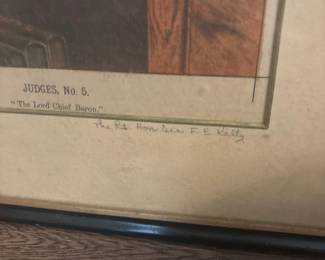 JUDGES, No. 5.
"The Lord Chief Baron."
The Rt Hon Sir F. E. Kelly